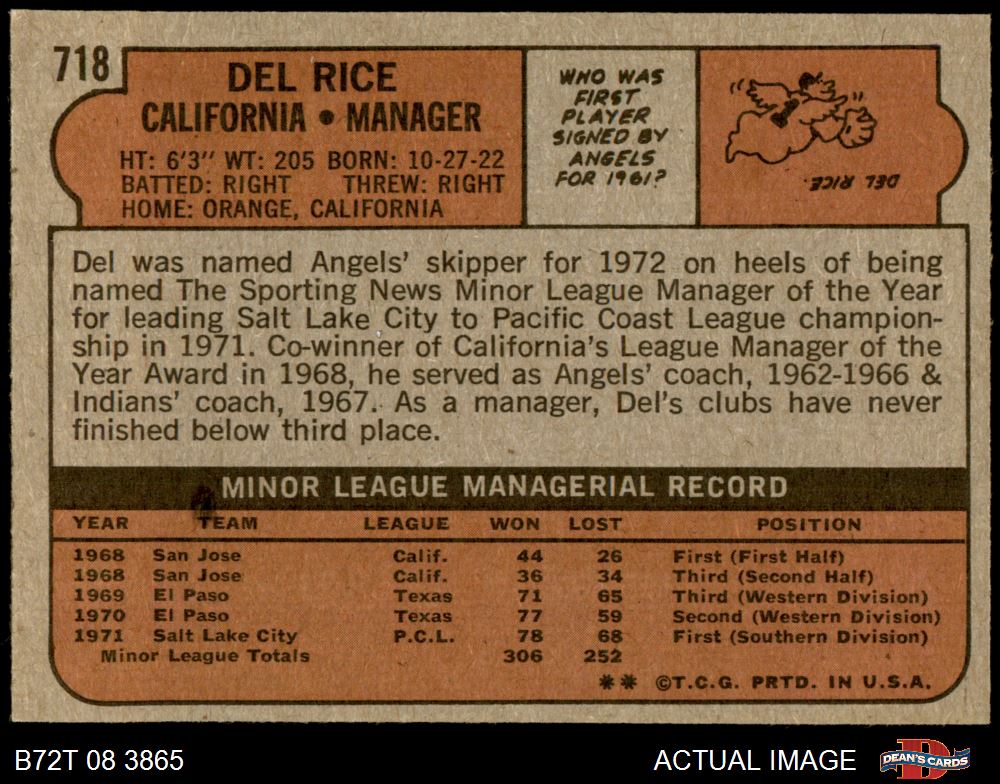 718
DEL RICE
CALIFORNIA • MANAGER
HT: 6'3" WT: 205 BORN: 10-27-22
BATTED: RIGHT THREW: RIGHT
HOME: ORANGE, CALIFORNIA
WHO WAS
FIRST
PLAYER
SIGNED BY
ANGELS
FOR 1961?
DEL RICE.
Del was named Angels' skipper for 1972 on heels of being
named The Sporting News Minor League Manager of the Year
for leading Salt Lake City to Pacific Coast League champion-
ship in 1971. Co-winner of California's League Manager of the
Year Award in 1968, he served as Angels' coach, 1962-1966 &
Indians' coach, 1967. As a manager, Del's clubs have never
finished below third place.
MINOR LEAGUE MANAGERIAL RECORD
YEAR TEAM LEAGUE WON LOST POSITION
1968 San Jose Calif. 44 26 First (First Half)
1968 San Jose Calif. 36 34 Third (Second Half)
1969 El Paso Texas 71 65 Third (Western Division)
1970 El Paso Texas 77 59 Second (Western Division)
1971 Salt Lake City P.C.L. 78 68 First (Southern Division)
Minor League Totals 306 252
** ©T.C.G. PRTD. IN U.S.A.
B72T 08 3865 ACTUAL IMAGE DEAN'S CARDS